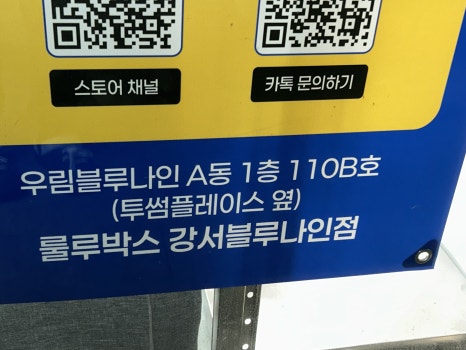 스토어 채널
카톡 문의하기
우림블루나인 A동 1층 110B호
(투썸플레이스 옆)
룰루박스 강서블루나인점